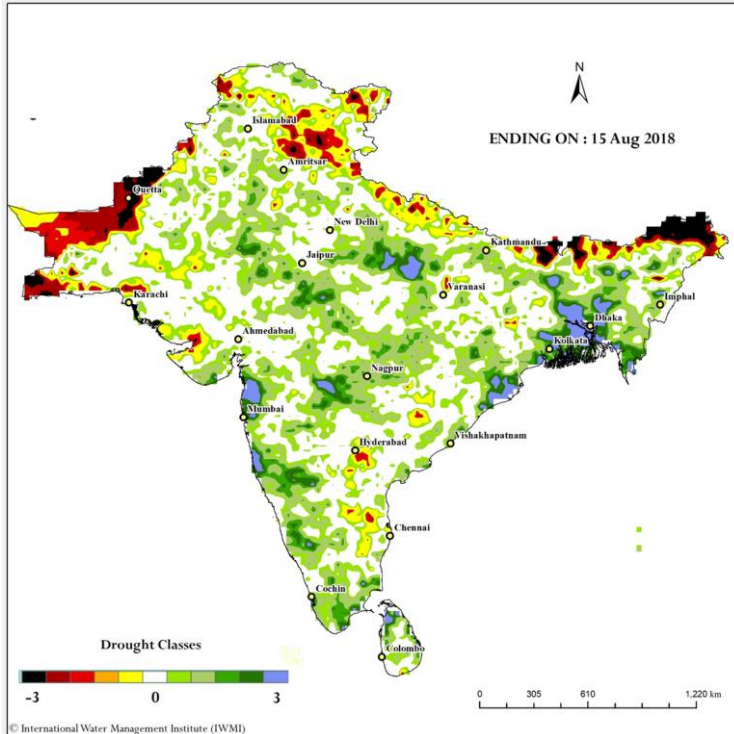 N
ENDING ON : 15 Aug 2018
Islamabad
Amritsar
Quetta
New Delhi
Kathmandu
Jaipur
Varanasi
Karachi
Imphal
Dhaka
Ahmedabad
Kolkata
Nagpur
Mumbai
Hyderabad
Vishakhapatnam
Chennai
Cochin
Colombo
Drought Classes
-3 0 3
0 305 610 1,220 km
© International Water Management Institute (IWMI)